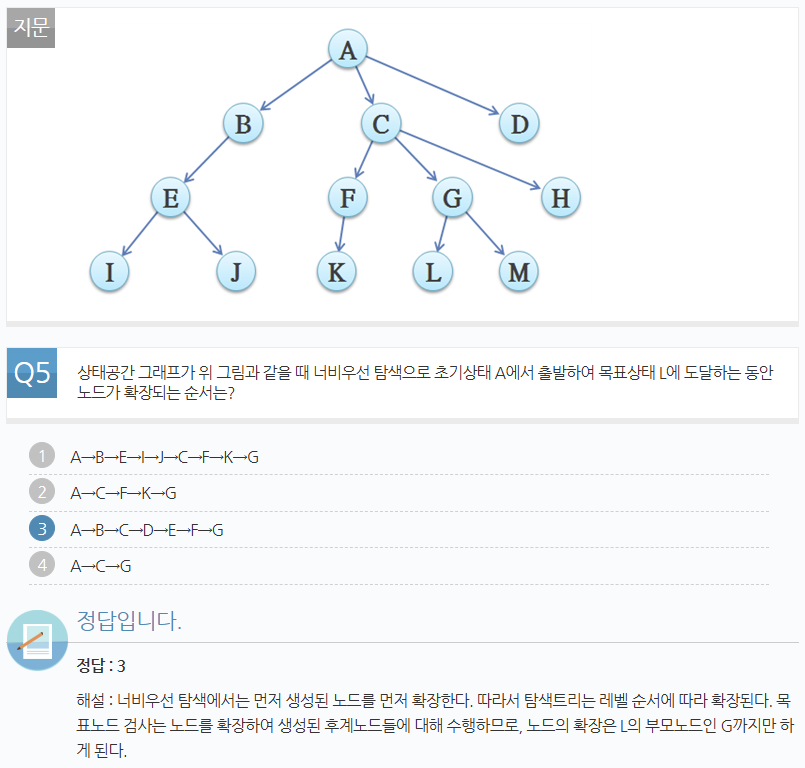 지문
A
B C D
E F G H
I J K L M
Q5
상태공간 그래프가 위 그림과 같을 때 너비우선 탐색으로 초기상태 A에서 출발하여 목표상태 L에 도달하는 동안
노드가 확장되는 순서는?
1 A→B→E→I→J→C→F→K→G
2 A→C→F→K→G
3 A→B→C→D→E→F→G
4 A→C→G
정답입니다.
정답 : 3
해설 : 너비우선 탐색에서는 먼저 생성된 노드를 먼저 확장한다. 따라서 탐색트리는 레벨 순서에 따라 확장된다. 목
표노드 검사는 노드를 확장하여 생성된 후계노드들에 대해 수행하므로, 노드의 확장은 L의 부모노드인 G까지만 하
게 된다.